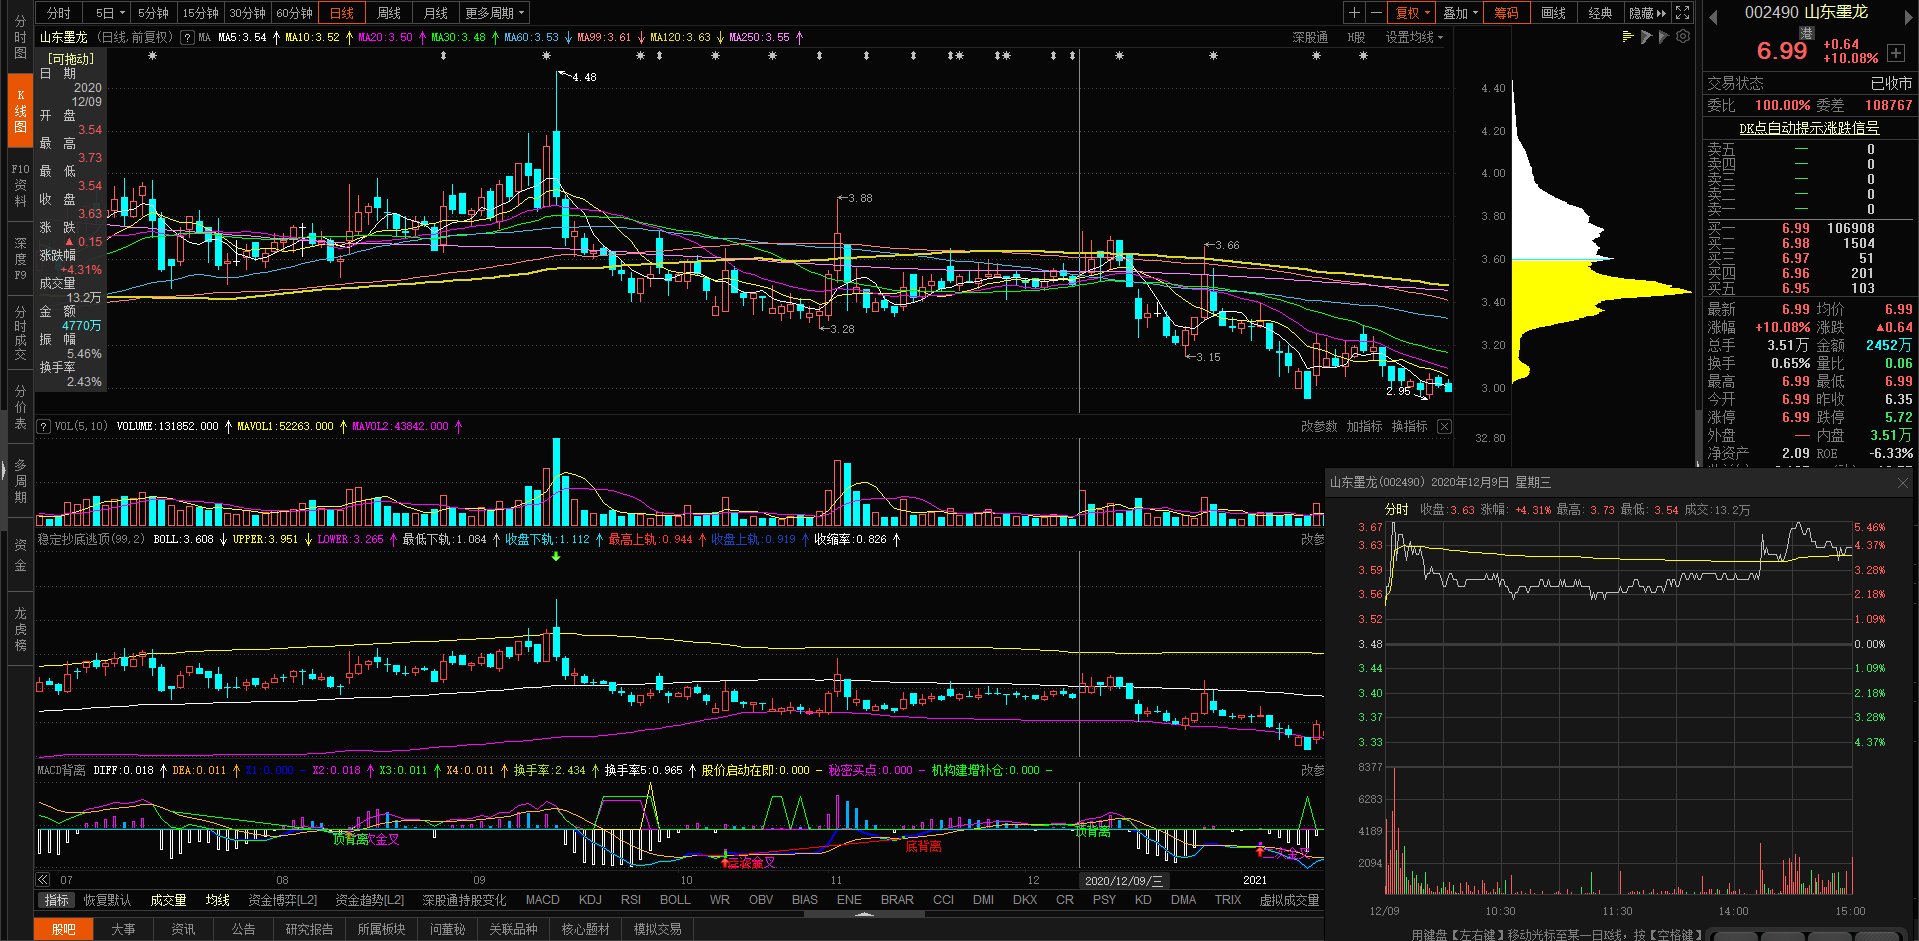 分时 5日 5分钟 15分钟 30分钟 60分钟 日线 周线 月线 更多周期
复权 叠加 筹码 画线 经典 隐藏
002490 山东墨龙
港
6.99 +0.64
+10.08%
山东墨龙 (日线,前复权) ? MA MA5:3.54 MA10:3.52 MA20:3.50 MA30:3.48 MA60:3.53 MA99:3.61 MA120:3.63 MA250:3.55
深股通 H股 设置均线
分时图
K线图
F10资料
深度F9
分时成交
分价表
多周期
资金
龙虎榜
[可拖动]
日 期
2020
12/09
开 盘
3.54
最 高
3.73
最 低
3.54
收 盘
3.63
涨 跌
▲0.15
涨跌幅
+4.31%
成交量
13.2万
金 额
4770万
振 幅
5.46%
换手率
2.43%
4.48
3.88
3.28
3.66
3.15
2.95
4.40
4.20
4.00
3.80
3.60
3.40
3.20
3.00
32.80
交易状态 已收市
委比 100.00% 委差 108767
DK点自动提示涨跌信号
卖五 — 0
卖四 — 0
卖三 — 0
卖二 — 0
卖一 — 0
买一 6.99 106908
买二 6.98 1504
买三 6.97 51
买四 6.96 201
买五 6.95 103
最新 6.99 均价 6.99
涨幅 +10.08% 涨跌 ▲0.64
总手 3.51万 金额 2452万
换手 0.65% 量比 0.06
最高 6.99 最低 6.99
今开 6.99 昨收 6.35
涨停 6.99 跌停 5.72
外盘 — 内盘 3.51万
净资产 2.09 ROE -6.33%
? VOL(5,10) VOLUME:131852.000 MAVOL1:52263.000 MAVOL2:43842.000
改参数 加指标 换指标
稳定抄底逃顶(99,2) BOLL:3.608 UPPER:3.951 LOWER:3.265 最低下轨:1.084 收盘下轨:1.112 最高上轨:0.944 收盘上轨:0.919 收缩率:0.826
改参
MACD背离 DIFF:0.018 DEA:0.011 X1:0.000 X2:0.018 X3:0.011 X4:0.011 换手率:2.434 换手率5:0.965 股价启动在即:0.000 秘密买点:0.000 机构建增补仓:0.000
改参
顶背离
金叉
金叉
底背离
顶背离
07 08 09 10 11 12 2020/12/09/三 2021
指标 恢复默认 成交量 均线 资金博弈[L2] 资金趋势[L2] 深股通持股变化 MACD KDJ RSI BOLL WR OBV BIAS ENE BRAR CCI DMI DKX CR PSY KD DMA TRIX 虚拟成交量
股吧 大事 资讯 公告 研究报告 所属板块 问董秘 关联品种 核心题材 模拟交易
山东墨龙(002490) 2020年12月9日 星期三
分时 收盘:3.63 涨幅: +4.31% 最高: 3.73 最低: 3.54 成交:13.2万
3.67 5.46%
3.63 4.37%
3.59 3.28%
3.56 2.18%
3.52 1.09%
3.48 0.00%
3.44 1.09%
3.40 2.18%
3.37 3.28%
3.33 4.37%
8377
6283
4189
2094
12/09 10:30 11:30 14:00 15:00
用键盘【左右键】移动光标至某一日K线, 按【空格键】